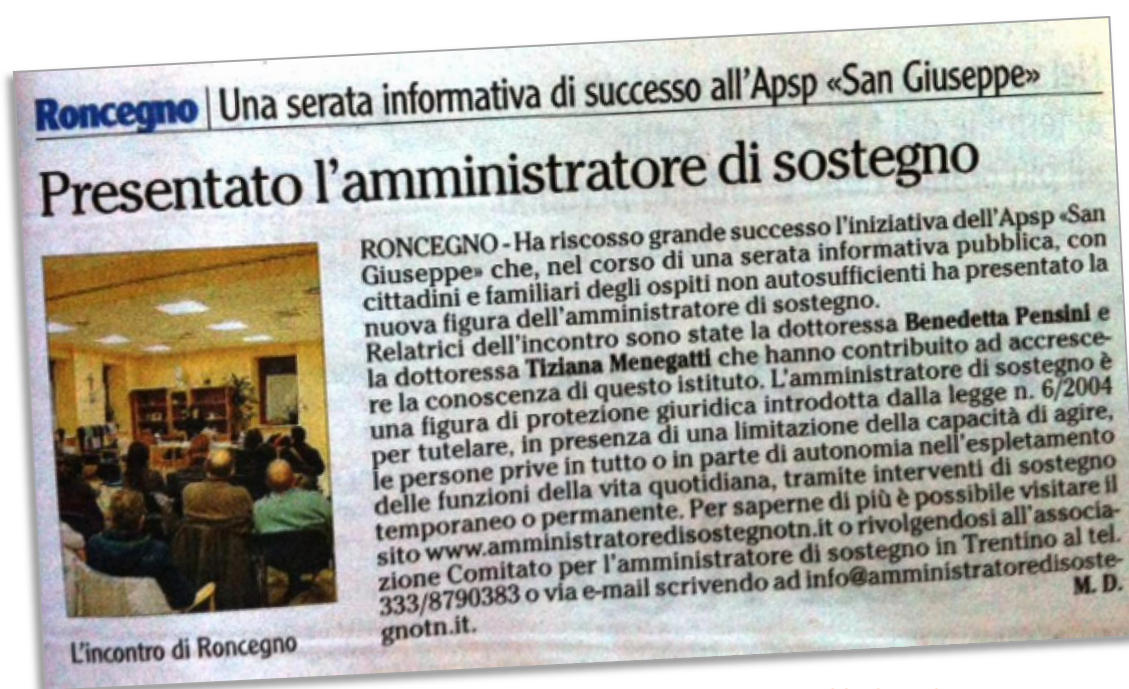 Roncegno | Una serata informativa di successo all'Apsp «San Giuseppe»
Presentato l'amministratore di sostegno
RONCEGNO - Ha riscosso grande successo l'iniziativa dell'Apsp «San
Giuseppe» che, nel corso di una serata informativa pubblica, con
cittadini e familiari degli ospiti non autosufficienti ha presentato la
nuova figura dell'amministratore di sostegno.
Relatrici dell'incontro sono state la dottoressa Benedetta Pensini e
la dottoressa Tiziana Menegatti che hanno contribuito ad accresce-
re la conoscenza di questo istituto. L'amministratore di sostegno è
una figura di protezione giuridica introdotta dalla legge n. 6/2004
per tutelare, in presenza di una limitazione della capacità di agire,
le persone prive in tutto o in parte di autonomia nell'espletamento
delle funzioni della vita quotidiana, tramite interventi di sostegno
temporaneo o permanente. Per saperne di più è possibile visitare il
sito www.amministratoredisostegnotn.it o rivolgendosi all'associa-
zione Comitato per l'amministratore di sostegno in Trentino al tel.
333/8790383 o via e-mail scrivendo ad info@amministratoredisoste-
gnotn.it.
M. D.
L'incontro di Roncegno